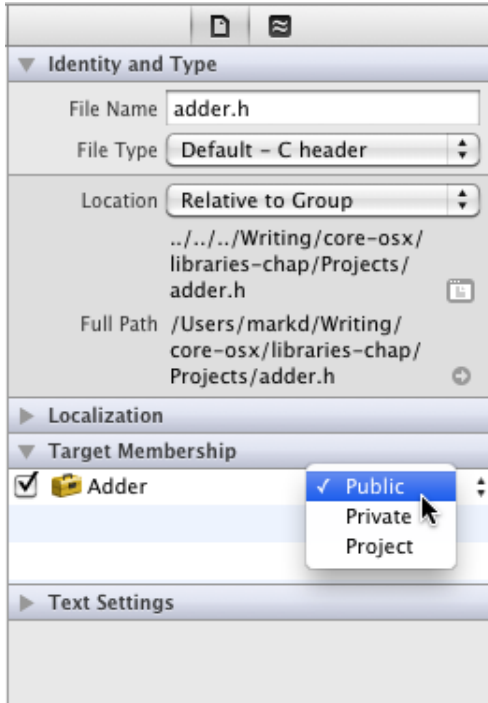 Identity and Type
File Name adder.h
File Type Default - C header
Location Relative to Group
../../../Writing/core-osx/
libraries-chap/Projects/
adder.h
Full Path /Users/markd/Writing/
core-osx/libraries-chap/
Projects/adder.h
Localization
Target Membership
Adder ✓ Public
Private
Project
Text Settings